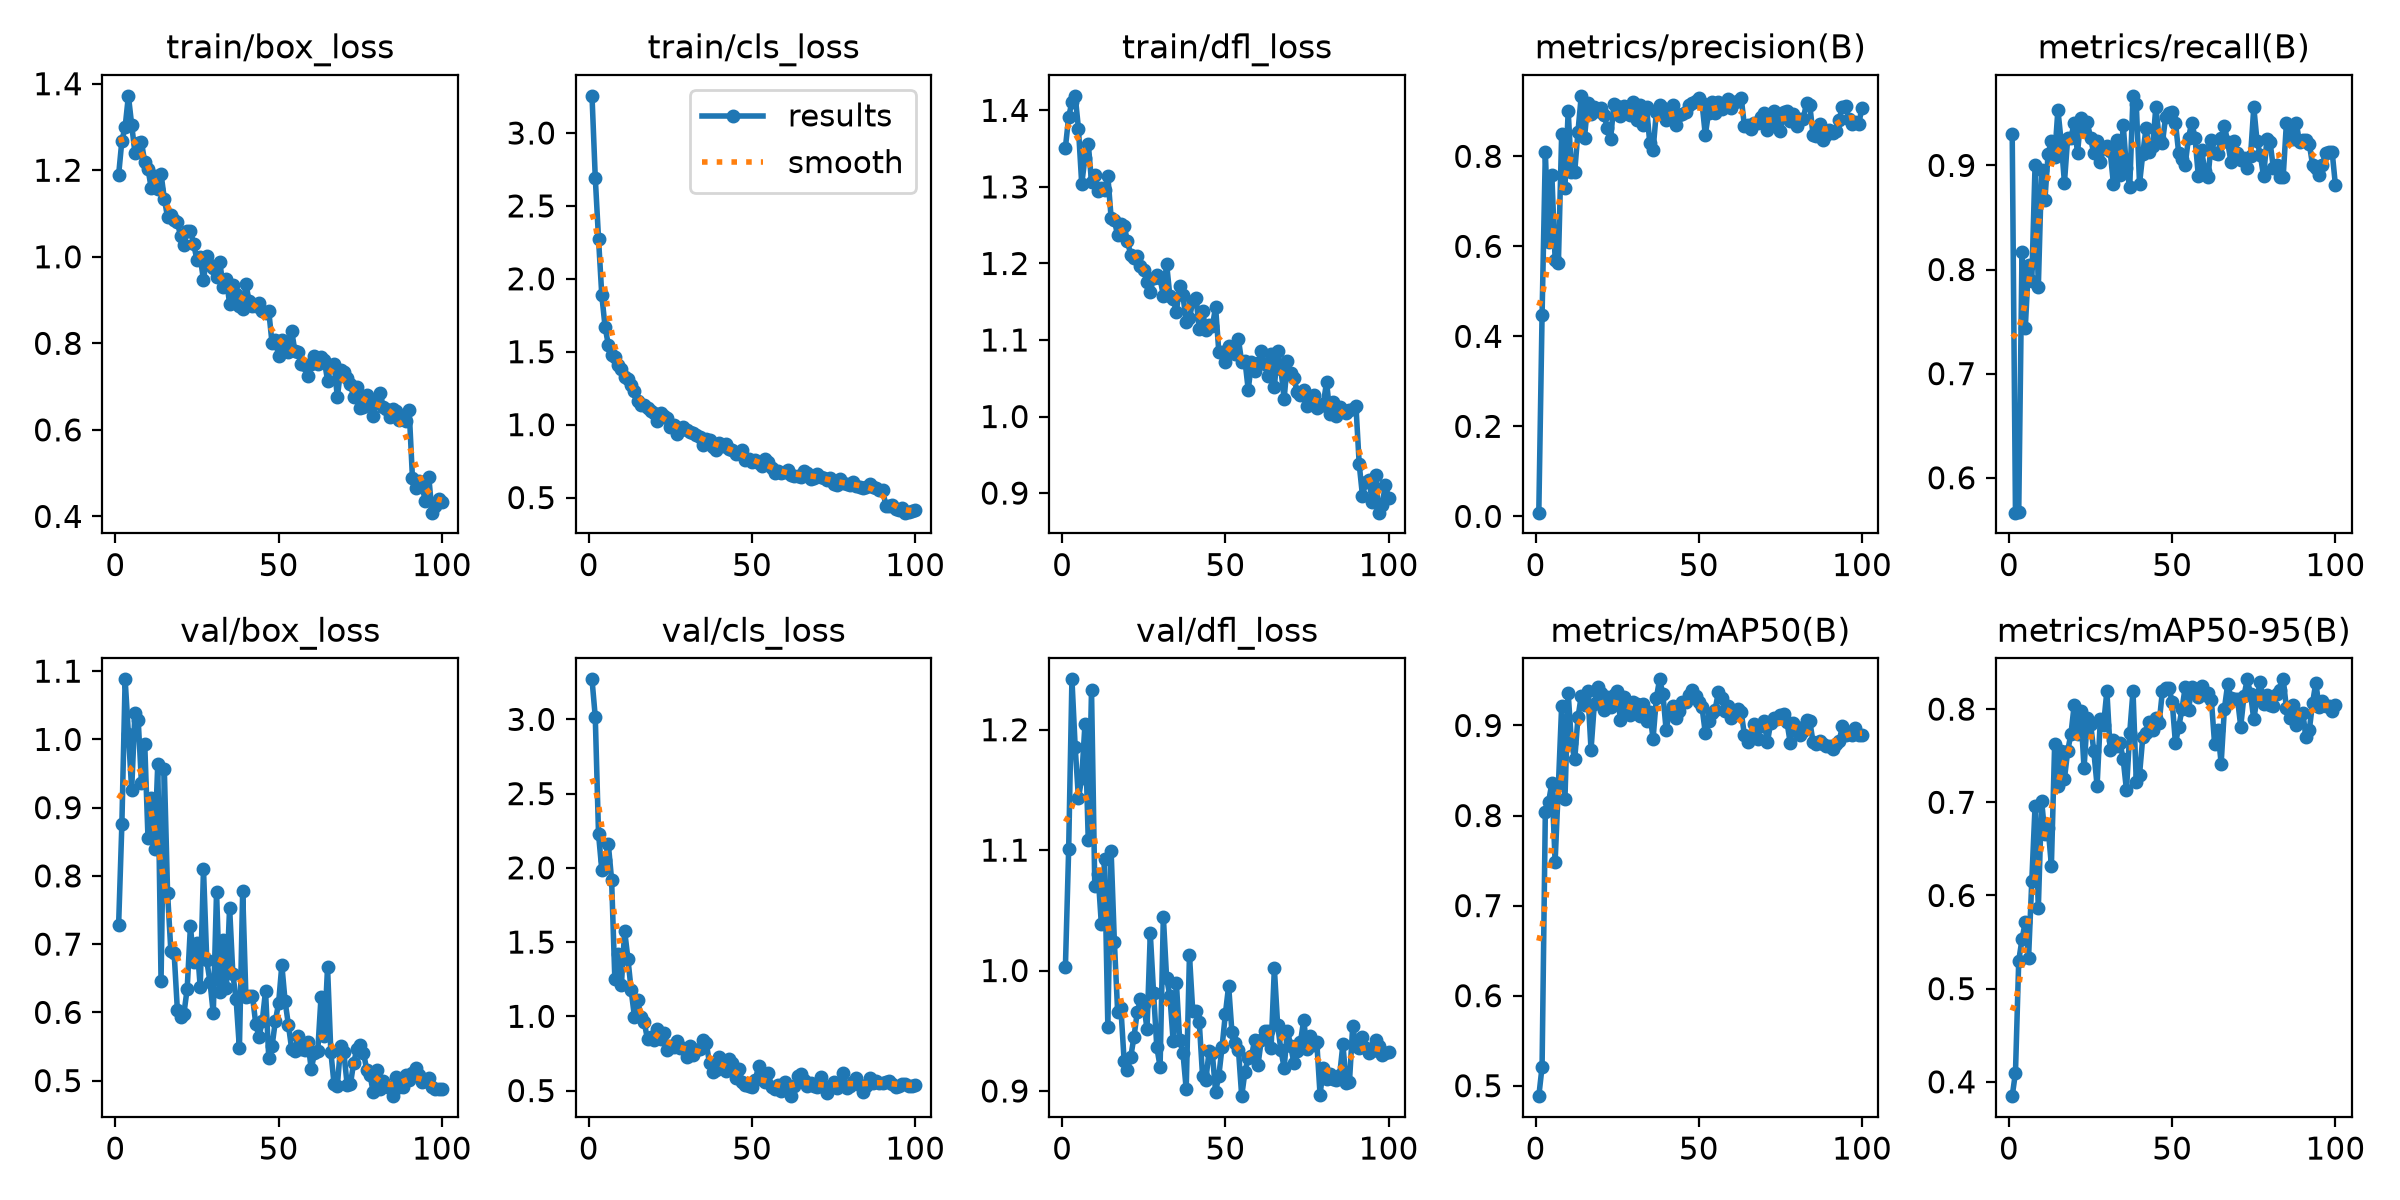 train/box_loss
train/cls_loss
train/dfl_loss
metrics/precision(B)
metrics/recall(B)
1.4
1.2
1.0
0.8
0.6
0.4
0 50 100
results
smooth
3.0
2.5
2.0
1.5
1.0
0.5
0 50 100
1.4
1.3
1.2
1.1
1.0
0.9
0 50 100
0.8
0.6
0.4
0.2
0.0
0 50 100
0.9
0.8
0.7
0.6
0 50 100
val/box_loss
val/cls_loss
val/dfl_loss
metrics/mAP50(B)
metrics/mAP50-95(B)
1.1
1.0
0.9
0.8
0.7
0.6
0.5
0 50 100
3.0
2.5
2.0
1.5
1.0
0.5
0 50 100
1.2
1.1
1.0
0.9
0 50 100
0.9
0.8
0.7
0.6
0.5
0 50 100
0.8
0.7
0.6
0.5
0.4
0 50 100